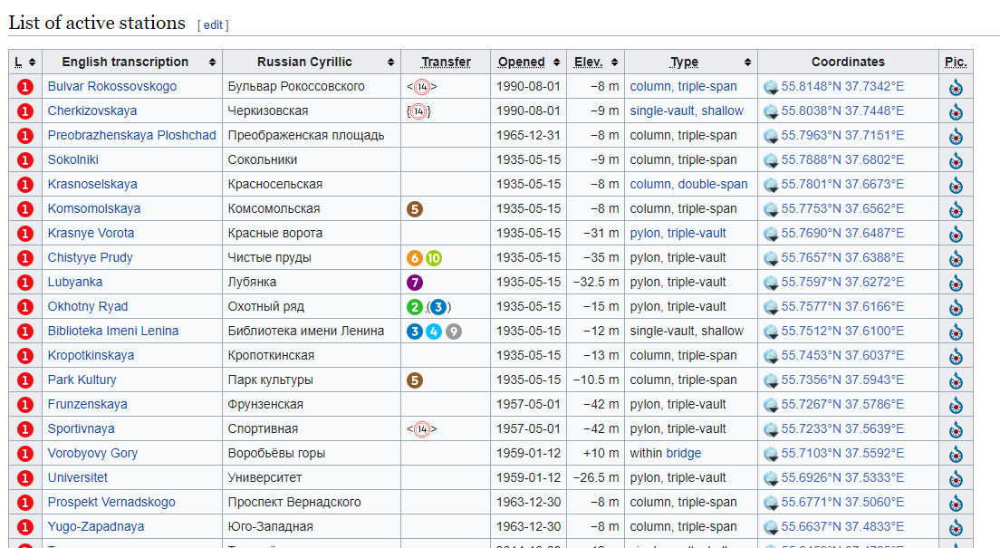 List of active stations [ edit ]
L English transcription Russian Cyrillic Transfer Opened Elev. Type Coordinates Pic.
1 Bulvar Rokossovskogo Бульвар Рокоссовского <14> 1990-08-01 −8 m column, triple-span 55.8148°N 37.7342°E
1 Cherkizovskaya Черкизовская {14} 1990-08-01 −9 m single-vault, shallow 55.8038°N 37.7448°E
1 Preobrazhenskaya Ploshchad Преображенская площадь 1965-12-31 −8 m column, triple-span 55.7963°N 37.7151°E
1 Sokolniki Сокольники 1935-05-15 −9 m column, triple-span 55.7888°N 37.6802°E
1 Krasnoselskaya Красносельская 1935-05-15 −8 m column, double-span 55.7801°N 37.6673°E
1 Komsomolskaya Комсомольская 5 1935-05-15 −8 m column, triple-span 55.7753°N 37.6562°E
1 Krasnye Vorota Красные ворота 1935-05-15 −31 m pylon, triple-vault 55.7690°N 37.6487°E
1 Chistyye Prudy Чистые пруды 6 10 1935-05-15 −35 m pylon, triple-vault 55.7657°N 37.6388°E
1 Lubyanka Лубянка 7 1935-05-15 −32.5 m pylon, triple-vault 55.7597°N 37.6272°E
1 Okhotny Ryad Охотный ряд 2 (3) 1935-05-15 −15 m pylon, triple-vault 55.7577°N 37.6166°E
1 Biblioteka Imeni Lenina Библиотека имени Ленина 3 4 9 1935-05-15 −12 m single-vault, shallow 55.7512°N 37.6100°E
1 Kropotkinskaya Кропоткинская 1935-05-15 −13 m column, triple-span 55.7453°N 37.6037°E
1 Park Kultury Парк культуры 5 1935-05-15 −10.5 m column, triple-span 55.7356°N 37.5943°E
1 Frunzenskaya Фрунзенская 1957-05-01 −42 m pylon, triple-vault 55.7267°N 37.5786°E
1 Sportivnaya Спортивная <14> 1957-05-01 −42 m pylon, triple-vault 55.7233°N 37.5639°E
1 Vorobyovy Gory Воробьёвы горы 1959-01-12 +10 m within bridge 55.7103°N 37.5592°E
1 Universitet Университет 1959-01-12 −26.5 m pylon, triple-vault 55.6926°N 37.5333°E
1 Prospekt Vernadskogo Проспект Вернадского 1963-12-30 −8 m column, triple-span 55.6771°N 37.5060°E
1 Yugo-Zapadnaya Юго-Западная 1963-12-30 −8 m column, triple-span 55.6637°N 37.4833°E